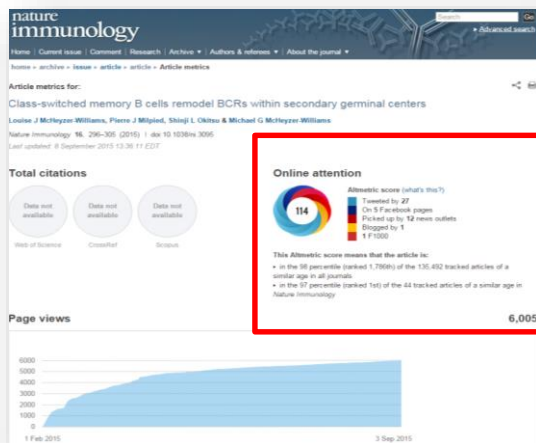 nature
immunology
Search
Go
Advanced search
Home | Current issue | Comment | Research | Archive ▼ | Authors & referees ▼ | About the journal ▼
home ▸ archive ▸ issue ▸ article ▸ article ▸ Article metrics
Article metrics for:
Class-switched memory B cells remodel BCRs within secondary germinal centers
Louise J McHeyzer-Williams, Pierre J Milpied, Shinji L Okitsu & Michael G McHeyzer-Williams
Nature Immunology 16, 296–305 (2015) | doi:10.1038/ni.3095
Last updated: 8 September 2015 13:36:11 EDT
Total citations
Data not available
Data not available
Data not available
Web of Science
CrossRef
Scopus
Online attention
114
Altmetric score (what's this?)
Tweeted by 27
On 5 Facebook pages
Picked up by 12 news outlets
Blogged by 1
1 F1000
This Altmetric score means that the article is:
• in the 98 percentile (ranked 1,786th) of the 135,492 tracked articles of a
similar age in all journals
• in the 97 percentile (ranked 1st) of the 44 tracked articles of a similar age in
Nature Immunology
Page views
6,005
6000
5000
4000
3000
2000
1000
0
1 Feb 2015
3 Sep 2015